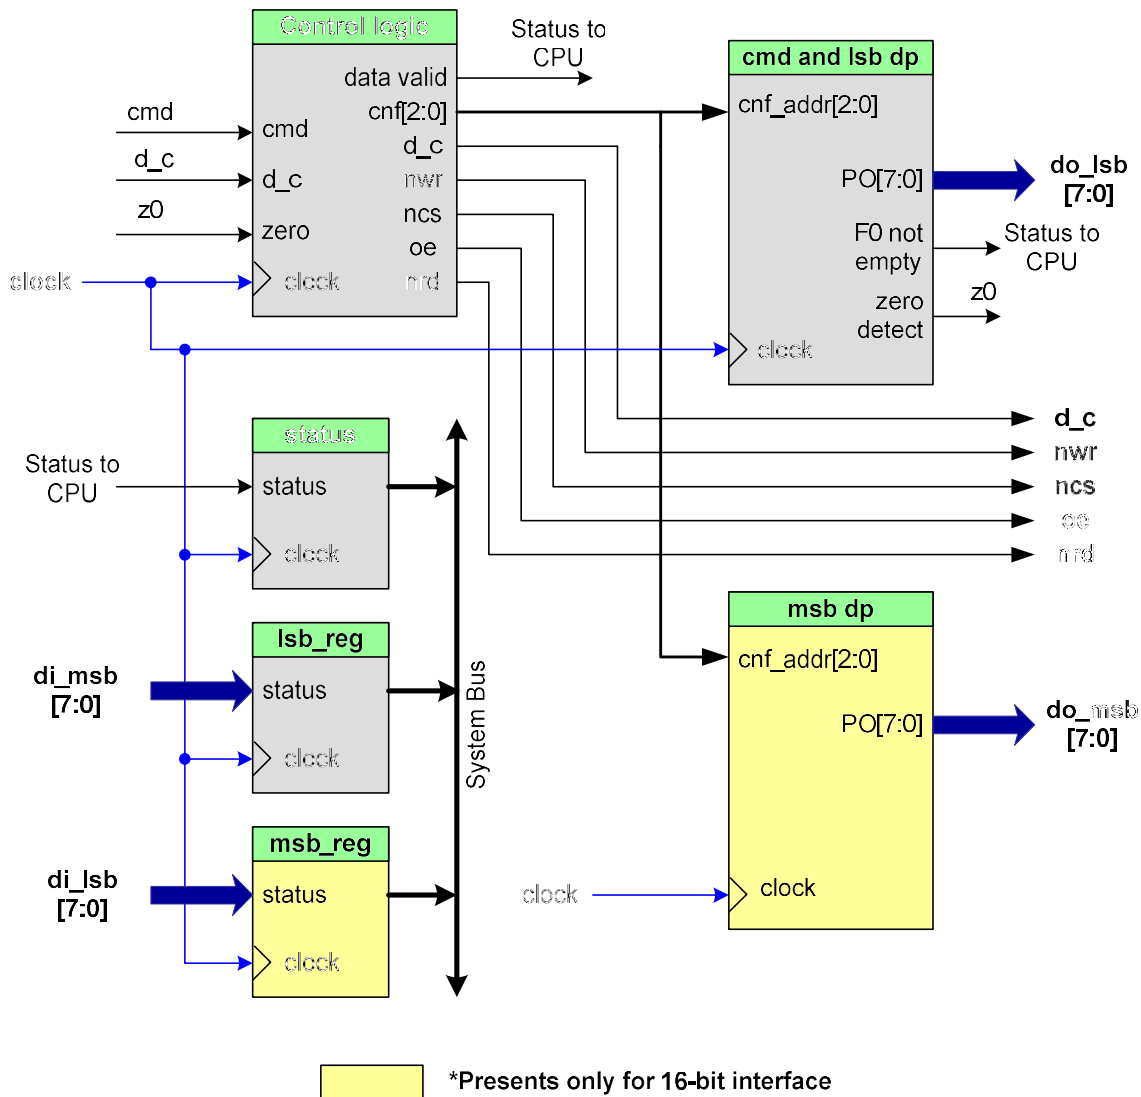 Control logic
data valid
cnf[2:0]
d_c
nwr
ncs
oe
nrd
cmd
d_c
zero
clock
cmd
d_c
z0
clock
Status to
CPU
cmd and lsb dp
cnf_addr[2:0]
PO[7:0]
F0 not
empty
zero
detect
clock
do_lsb
[7:0]
Status to
CPU
z0
d_c
nwr
ncs
oe
nrd
status
status
clock
Status to
CPU
lsb_reg
status
clock
di_msb
[7:0]
msb_reg
status
clock
di_lsb
[7:0]
System Bus
msb dp
cnf_addr[2:0]
PO[7:0]
clock
clock
do_msb
[7:0]
*Presents only for 16-bit interface